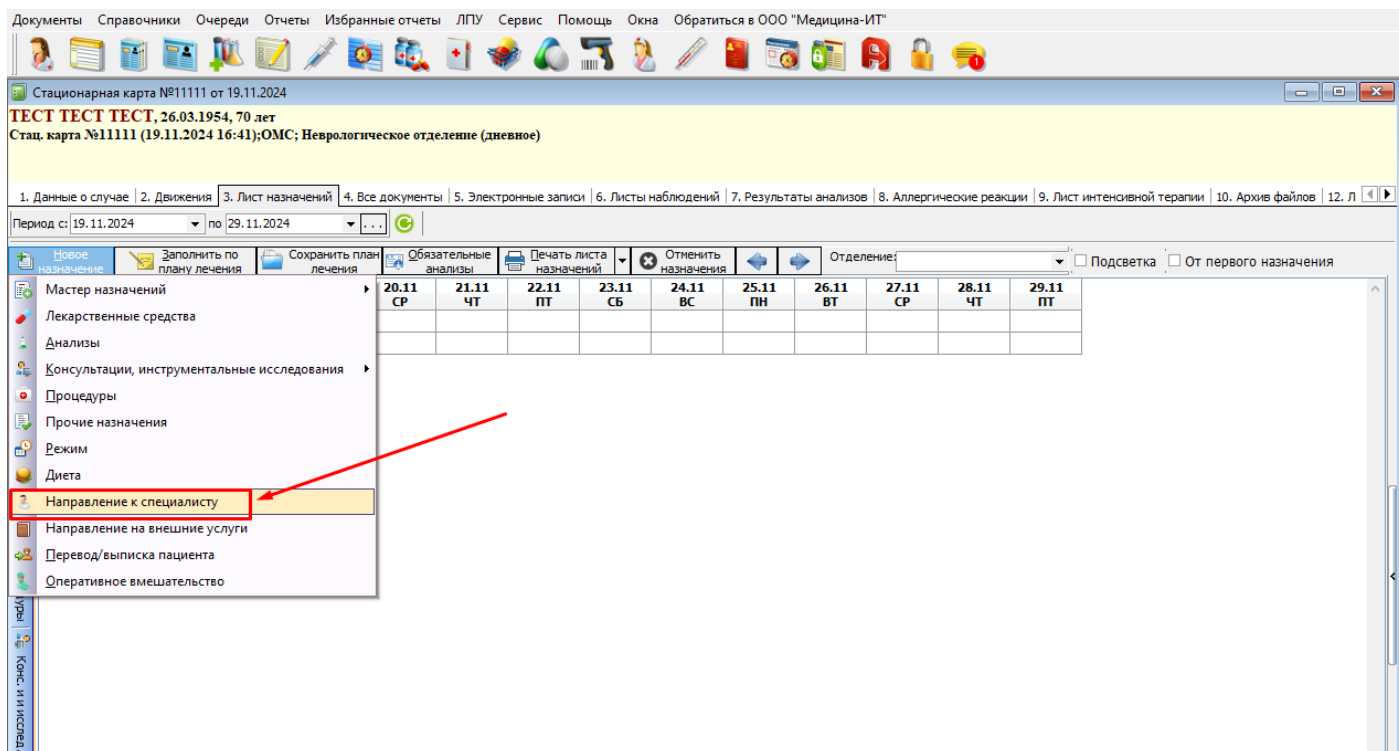 Документы Справочники Очереди Отчеты Избранные отчеты ЛПУ Сервис Помощь Окна Обратиться в ООО "Медицина-ИТ"
1
Стационарная карта №11111 от 19.11.2024
ТЕСТ ТЕСТ ТЕСТ, 26.03.1954, 70 лет
Стац. карта №11111 (19.11.2024 16:41);ОМС; Неврологическое отделение (дневное)
1. Данные о случае 2. Движения 3. Лист назначений 4. Все документы 5. Электронные записи 6. Листы наблюдений 7. Результаты анализов 8. Аллергические реакции 9. Лист интенсивной терапии 10. Архив файлов 12. Л
Период с: 19.11.2024 по 29.11.2024 ...
Новое назначение Заполнить по плану лечения Сохранить план лечения Обязательные анализы Печать листа назначений Отменить назначения Отделение: Подсветка От первого назначения
20.11 21.11 22.11 23.11 24.11 25.11 26.11 27.11 28.11 29.11
СР ЧТ ПТ СБ ВС ПН ВТ СР ЧТ ПТ
Мастер назначений
Лекарственные средства
Анализы
Консультации, инструментальные исследования
Процедуры
Прочие назначения
Режим
Диета
Направление к специалисту
Направление на внешние услуги
Перевод/выписка пациента
Оперативное вмешательство
Конс. и и исслед.